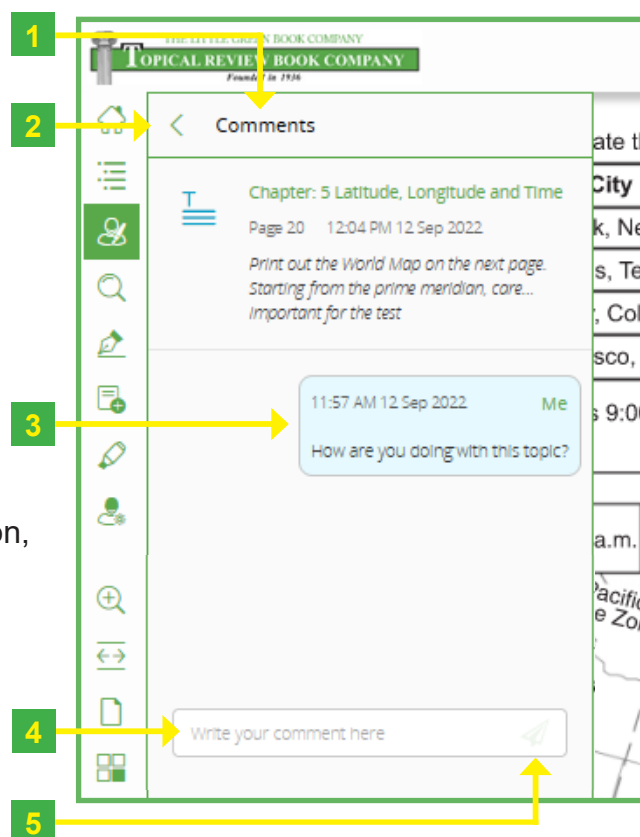 1
THE LITTLE GREEN BOOK COMPANY
TOPICAL REVIEW BOOK COMPANY
Founded in 1936
2
Comments
ate t
City
Chapter: 5 Latitude, Longitude and Time
Page 20 12:04 PM 12 Sep 2022
k, Ne
Print out the World Map on the next page.
s, Te
Starting from the prime meridian, care...
Important for the test
, Col
sco,
11:57 AM 12 Sep 2022 Me
s 9:00
3
How are you doing with this topic?
on,
a.m.
Pacific
e Zo
4
Write your comment here
5